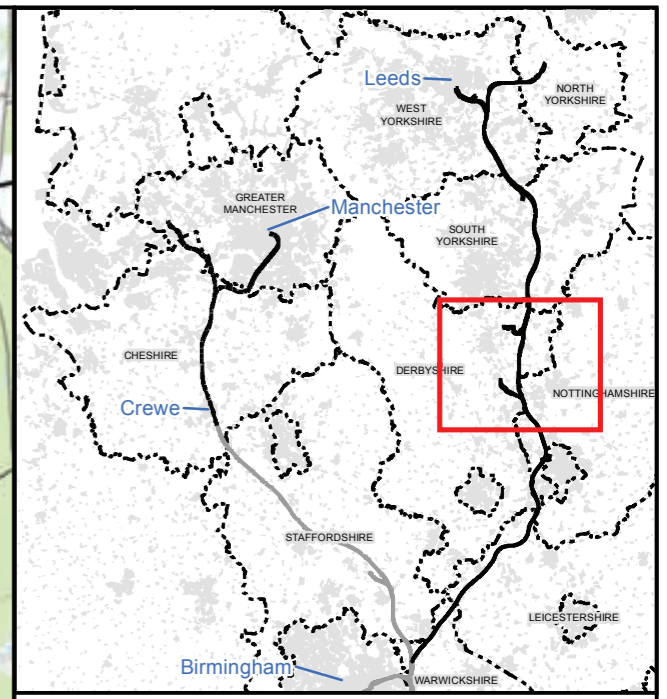 Leeds
NORTH
YORKSHIRE
WEST
YORKSHIRE
GREATER
MANCHESTER
Manchester
SOUTH
YORKSHIRE
CHESHIRE
DERBYSHIRE
NOTTINGHAMSHIRE
Crewe
STAFFORDSHIRE
LEICESTERSHIRE
Birmingham
WARWICKSHIRE